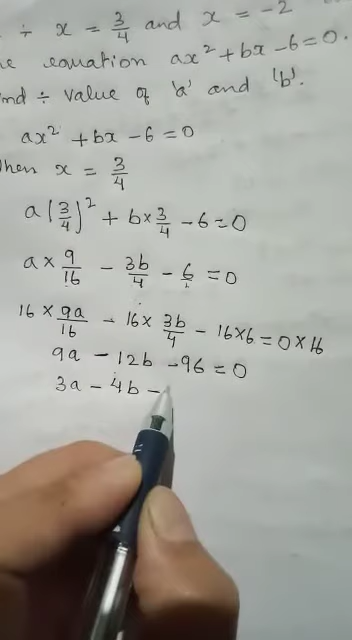 ÷ x = 3/4 and x = -2
equation ax² + bx - 6 = 0.
÷ value of 'a' and 'b'.
ax² + bx - 6 = 0
x = 3/4
a(3/4)² + b × 3/4 - 6 = 0
a × 9/16 - 3b/4 - 6 = 0
16 × 9a/16 - 16 × 3b/4 - 16×6 = 0 × 16
9a - 12b - 96 = 0
3a - 4b -